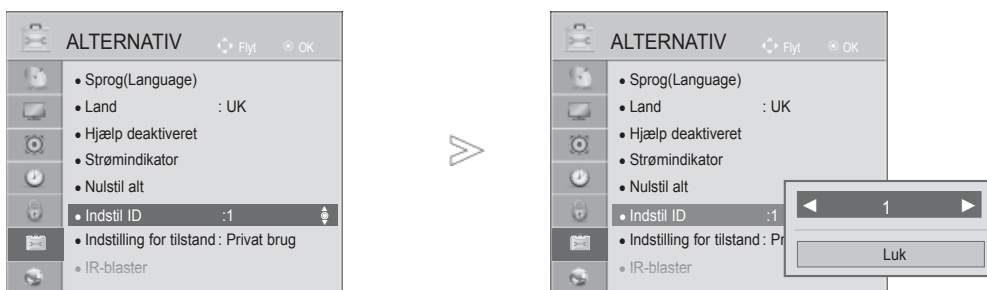 ALTERNATIV Flyt OK
• Sprog(Language)
• Land : UK
• Hjælp deaktiveret
• Strømindikator
• Nulstil alt
• Indstil ID :1
• Indstilling for tilstand : Privat brug
• IR-blaster
ALTERNATIV Flyt OK
• Sprog(Language)
• Land : UK
• Hjælp deaktiveret
• Strømindikator
• Nulstil alt
• Indstil ID :1
• Indstilling for tilstand : Pr
• IR-blaster
◄ 1 ►
Luk